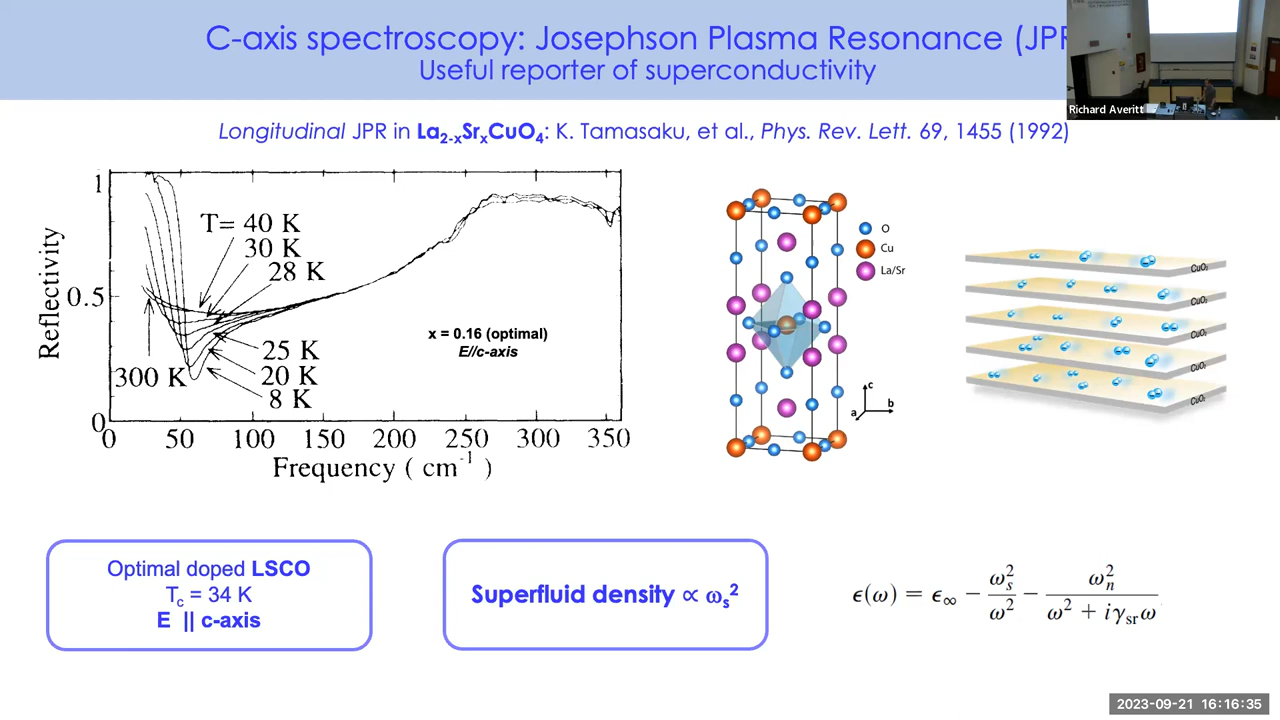 C-axis spectroscopy: Josephson Plasma Resonance (JPR
Useful reporter of superconductivity
Richard Averitt
Longitudinal JPR in La2-xSrxCuO4: K. Tamasaku, et al., Phys. Rev. Lett. 69, 1455 (1992)
Reflectivity
1
0.5
0
T= 40 K
30 K
28 K
25 K
20 K
8 K
300 K
x = 0.16 (optimal)
E//c-axis
0 50 100 150 200 250 300 350
Frequency ( cm-1 )
O
Cu
La/Sr
c
b
a
CuO2
CuO2
CuO2
CuO2
CuO2
Optimal doped LSCO
Tc = 34 K
E || c-axis
Superfluid density ∝ ωs2
ϵ(ω) = ϵ∞ − ωs2/ω2 − ωn2/(ω2 + iγsrω)
2023-09-21 16:16:35